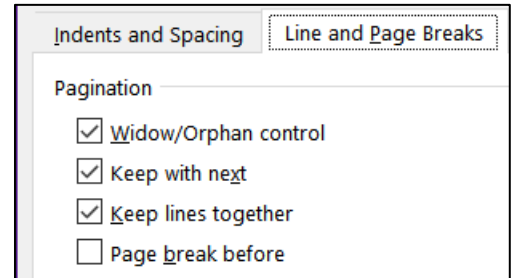 Indents and Spacing Line and Page Breaks
Pagination
Widow/Orphan control
Keep with next
Keep lines together
Page break before